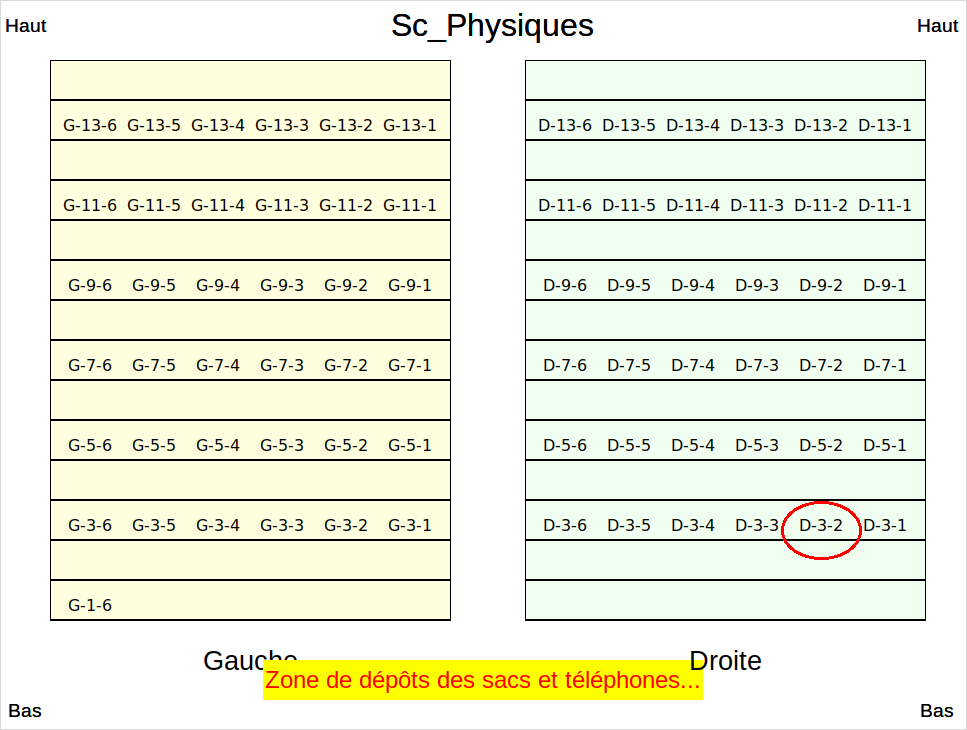 Sc_Physiques
Haut Haut
G-13-6 G-13-5 G-13-4 G-13-3 G-13-2 G-13-1 D-13-6 D-13-5 D-13-4 D-13-3 D-13-2 D-13-1
G-11-6 G-11-5 G-11-4 G-11-3 G-11-2 G-11-1 D-11-6 D-11-5 D-11-4 D-11-3 D-11-2 D-11-1
G-9-6 G-9-5 G-9-4 G-9-3 G-9-2 G-9-1 D-9-6 D-9-5 D-9-4 D-9-3 D-9-2 D-9-1
G-7-6 G-7-5 G-7-4 G-7-3 G-7-2 G-7-1 D-7-6 D-7-5 D-7-4 D-7-3 D-7-2 D-7-1
G-5-6 G-5-5 G-5-4 G-5-3 G-5-2 G-5-1 D-5-6 D-5-5 D-5-4 D-5-3 D-5-2 D-5-1
G-3-6 G-3-5 G-3-4 G-3-3 G-3-2 G-3-1 D-3-6 D-3-5 D-3-4 D-3-3 D-3-2 D-3-1
G-1-6
Gauche Droite
Zone de dépôts des sacs et téléphones...
Bas Bas